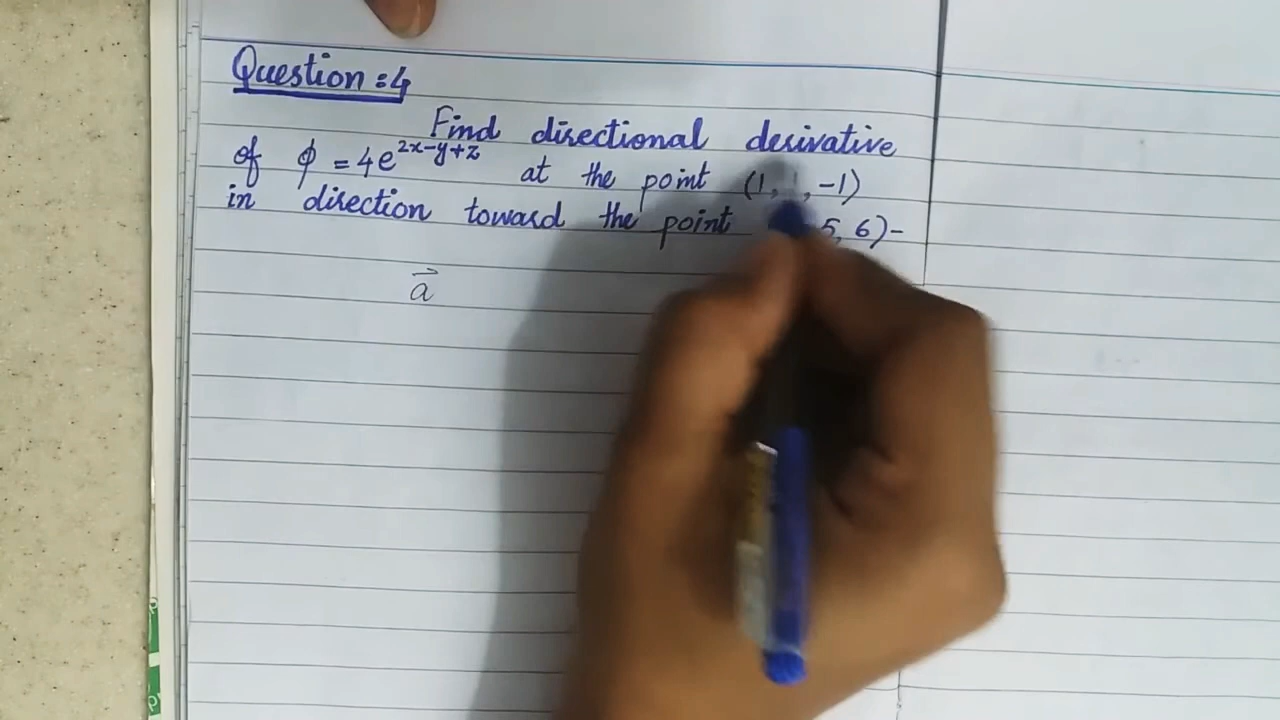 Question :4
Find directional derivative
of ϕ = 4e^{2x-y+z} at the point (1, 1, -1)
in direction toward the point 5, 6)-
a⃗